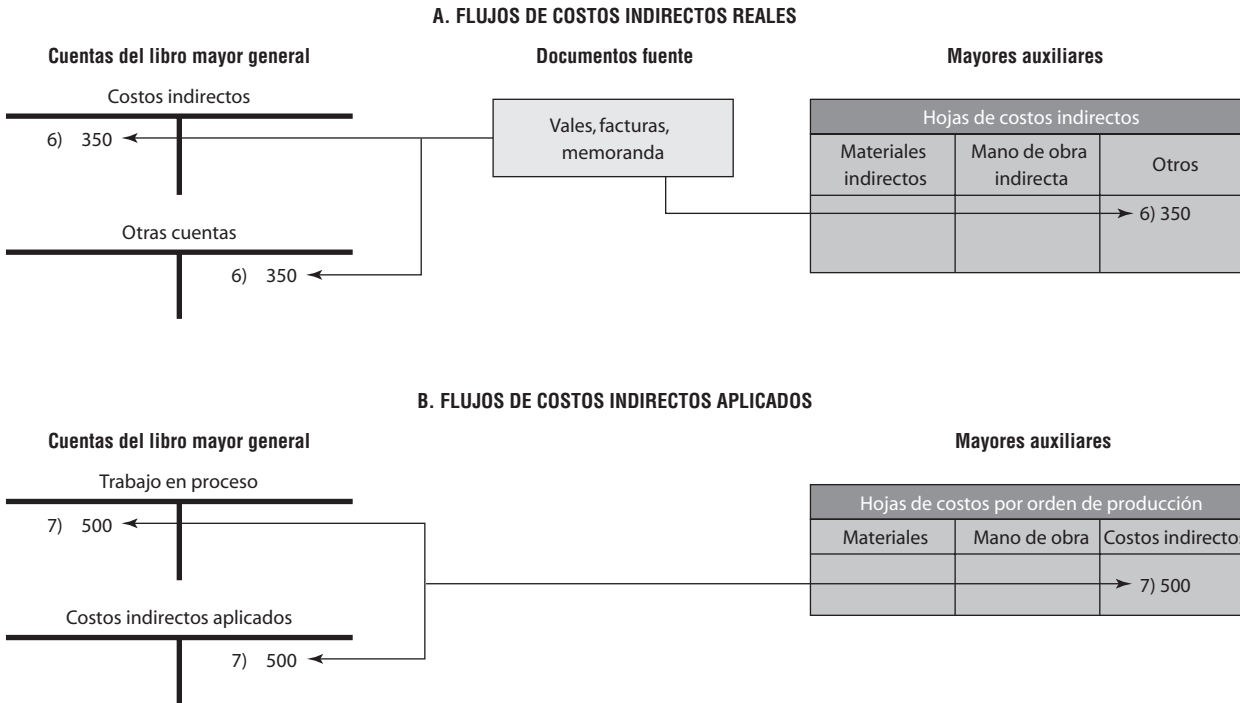 A. FLUJOS DE COSTOS INDIRECTOS REALES
Cuentas del libro mayor general
Documentos fuente
Mayores auxiliares
Costos indirectos
6) 350
Vales, facturas,
memoranda
Hojas de costos indirectos
Materiales
indirectos
Mano de obra
indirecta
Otros
6) 350
Otras cuentas
6) 350
B. FLUJOS DE COSTOS INDIRECTOS APLICADOS
Cuentas del libro mayor general
Mayores auxiliares
Trabajo en proceso
7) 500
Hojas de costos por orden de producción
Materiales
Mano de obra
Costos indirectos
7) 500
Costos indirectos aplicados
7) 500